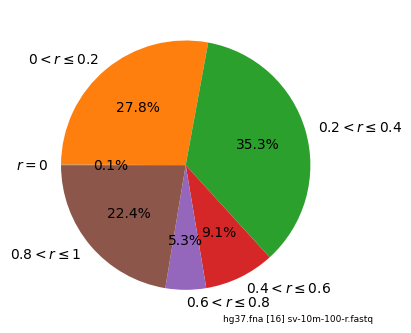 0 < r ≤ 0.2
27.8%
0.2 < r ≤ 0.4
35.3%
r = 0
0.1%
22.4%
9.1%
5.3%
0.8 < r ≤ 1
0.4 < r ≤ 0.6
0.6 < r ≤ 0.8
hg37.fna [16] sv-10m-100-r.fastq